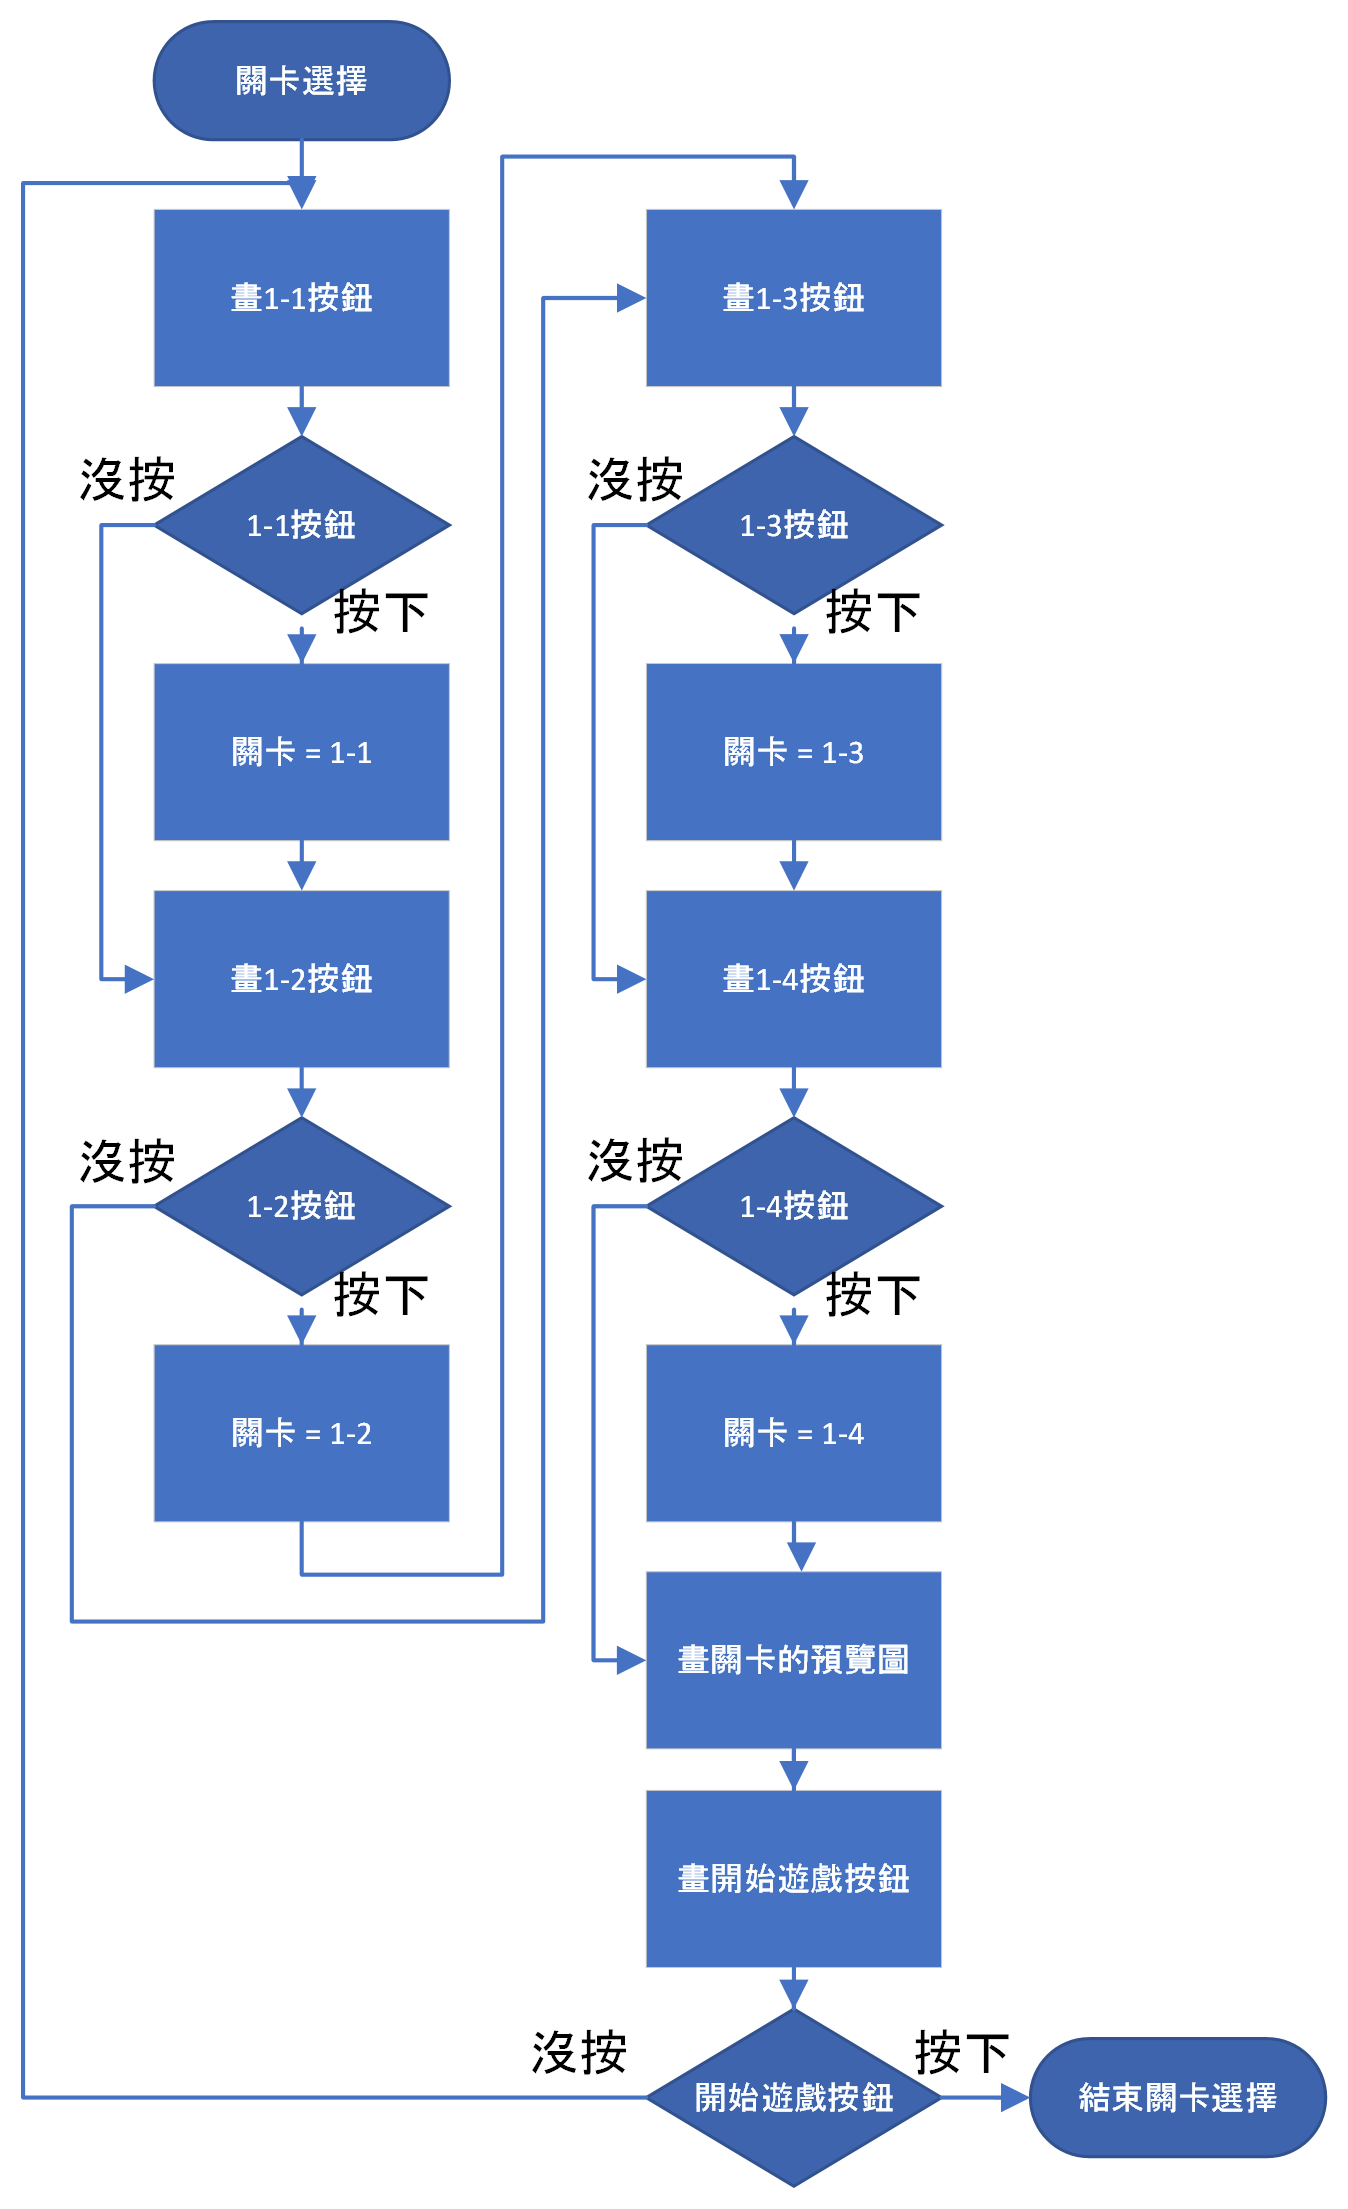 關卡選擇
畫1-1按鈕
沒按
1-1按鈕
按下
關卡 = 1-1
畫1-2按鈕
沒按
1-2按鈕
按下
關卡 = 1-2
畫1-3按鈕
沒按
1-3按鈕
按下
關卡 = 1-3
畫1-4按鈕
沒按
1-4按鈕
按下
關卡 = 1-4
畫關卡的預覽圖
畫開始遊戲按鈕
沒按
開始遊戲按鈕
按下
結束關卡選擇